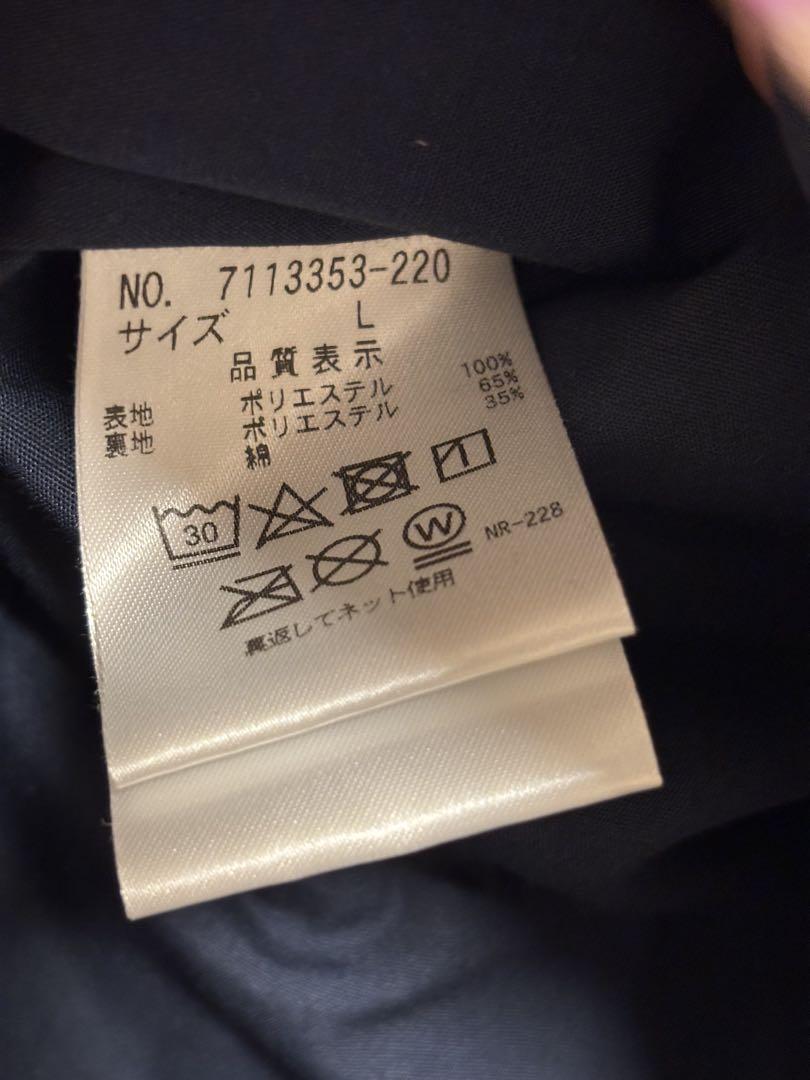 NO. 7113353-220
サイズ L
品質表示
表地 ポリエステル 100%
裏地 ポリエステル 65%
綿 35%
30
W NR-228
裏返してネット使用